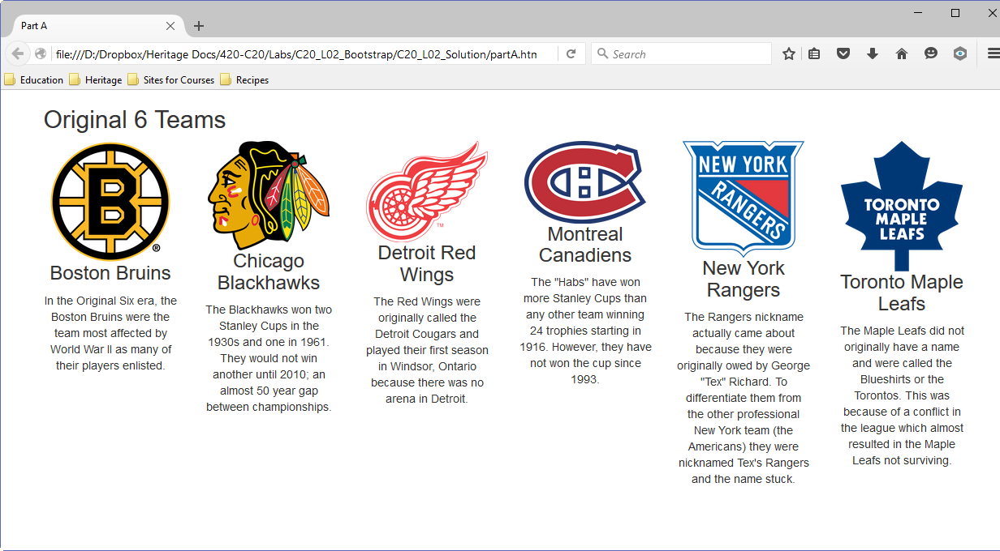 Part A
file:///D:/Dropbox/Heritage Docs/420-C20/Labs/C20_L02_Bootstrap/C20_L02_Solution/partA.htm
Search
Education Heritage Sites for Courses Recipes
Original 6 Teams
B
®
Boston Bruins
In the Original Six era, the
Boston Bruins were the
team most affected by
World War II as many of
their players enlisted.
Chicago
Blackhawks
The Blackhawks won two
Stanley Cups in the
1930s and one in 1961.
They would not win
another until 2010; an
almost 50 year gap
between championships.
TM
Detroit Red
Wings
The Red Wings were
originally called the
Detroit Cougars and
played their first season
in Windsor, Ontario
because there was no
arena in Detroit.
CH
Montreal
Canadiens
The "Habs" have won
more Stanley Cups than
any other team winning
24 trophies starting in
1916. However, they have
not won the cup since
1993.
NEW YORK
RANGERS
New York
Rangers
The Rangers nickname
actually came about
because they were
originally owed by George
"Tex" Richard. To
differentiate them from
the other professional
New York team (the
Americans) they were
nicknamed Tex's Rangers
and the name stuck.
TORONTO
MAPLE
LEAFS
Toronto Maple
Leafs
The Maple Leafs did not
originally have a name
and were called the
Blueshirts or the
Torontos. This was
because of a conflict in
the league which almost
resulted in the Maple
Leafs not surviving.